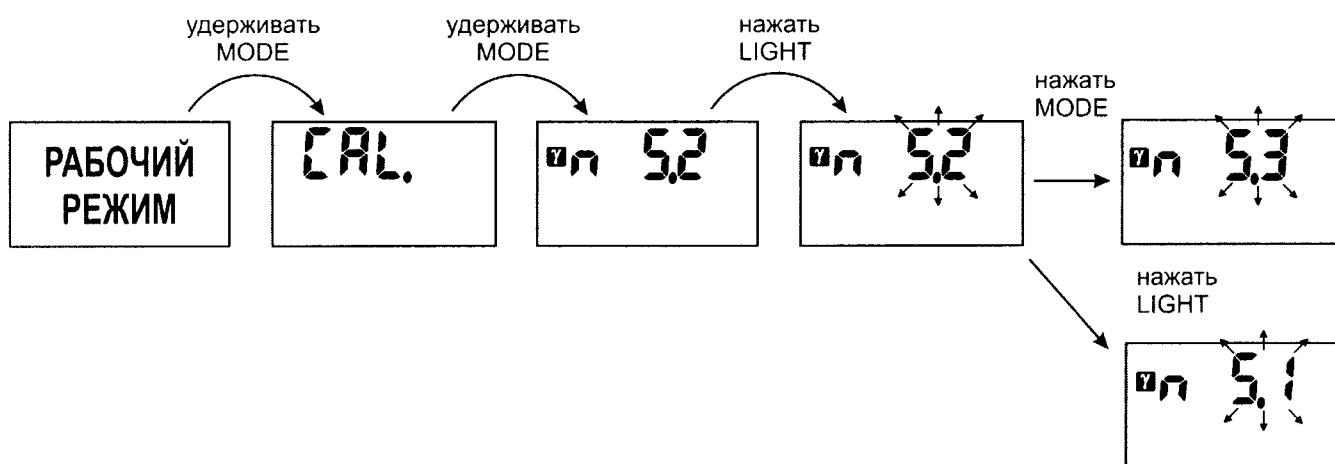 удерживать
MODE
удерживать
MODE
нажать
LIGHT
нажать
MODE
РАБОЧИЙ
РЕЖИМ
CAL.
γ n 5.2
γ n 5.2
γ n 5.3
нажать
LIGHT
γ n 5.1